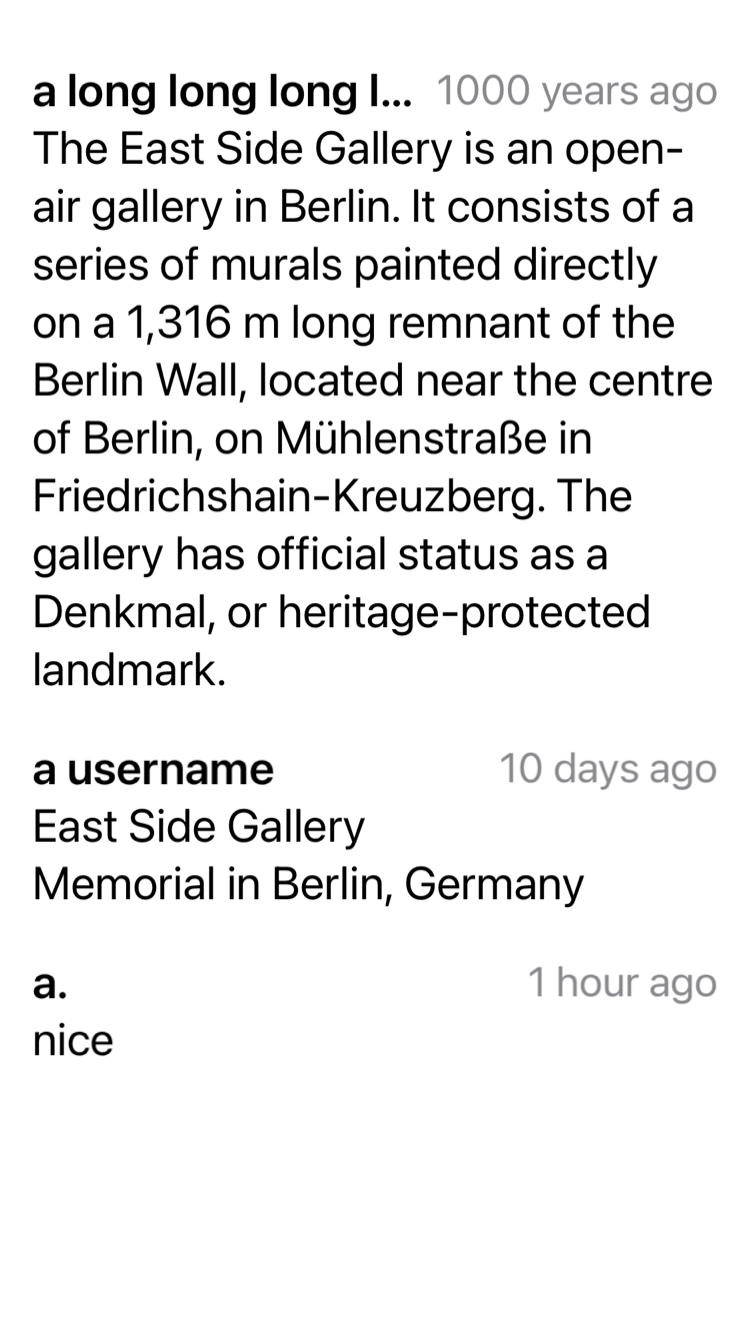 a long long long l... 1000 years ago
The East Side Gallery is an open-
air gallery in Berlin. It consists of a
series of murals painted directly
on a 1,316 m long remnant of the
Berlin Wall, located near the centre
of Berlin, on Mühlenstraße in
Friedrichshain-Kreuzberg. The
gallery has official status as a
Denkmal, or heritage-protected
landmark.
a username 10 days ago
East Side Gallery
Memorial in Berlin, Germany
a. 1 hour ago
nice